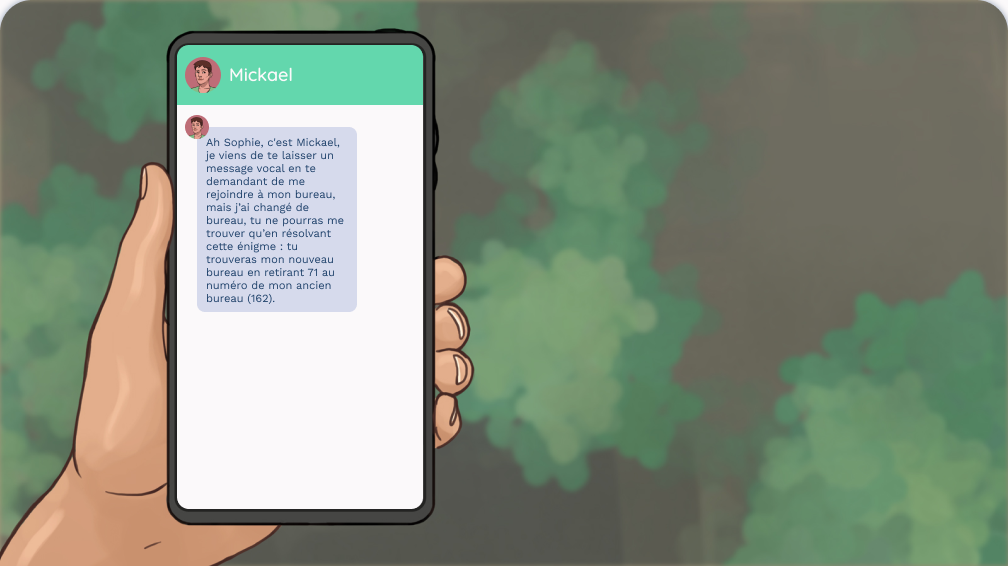 Mickael
Ah Sophie, c'est Mickael,
je viens de te laisser un
message vocal en te
demandant de me
rejoindre à mon bureau,
mais j'ai changé de
bureau, tu ne pourras me
trouver qu'en résolvant
cette énigme : tu
trouveras mon nouveau
bureau en retirant 71 au
numéro de mon ancien
bureau (162).